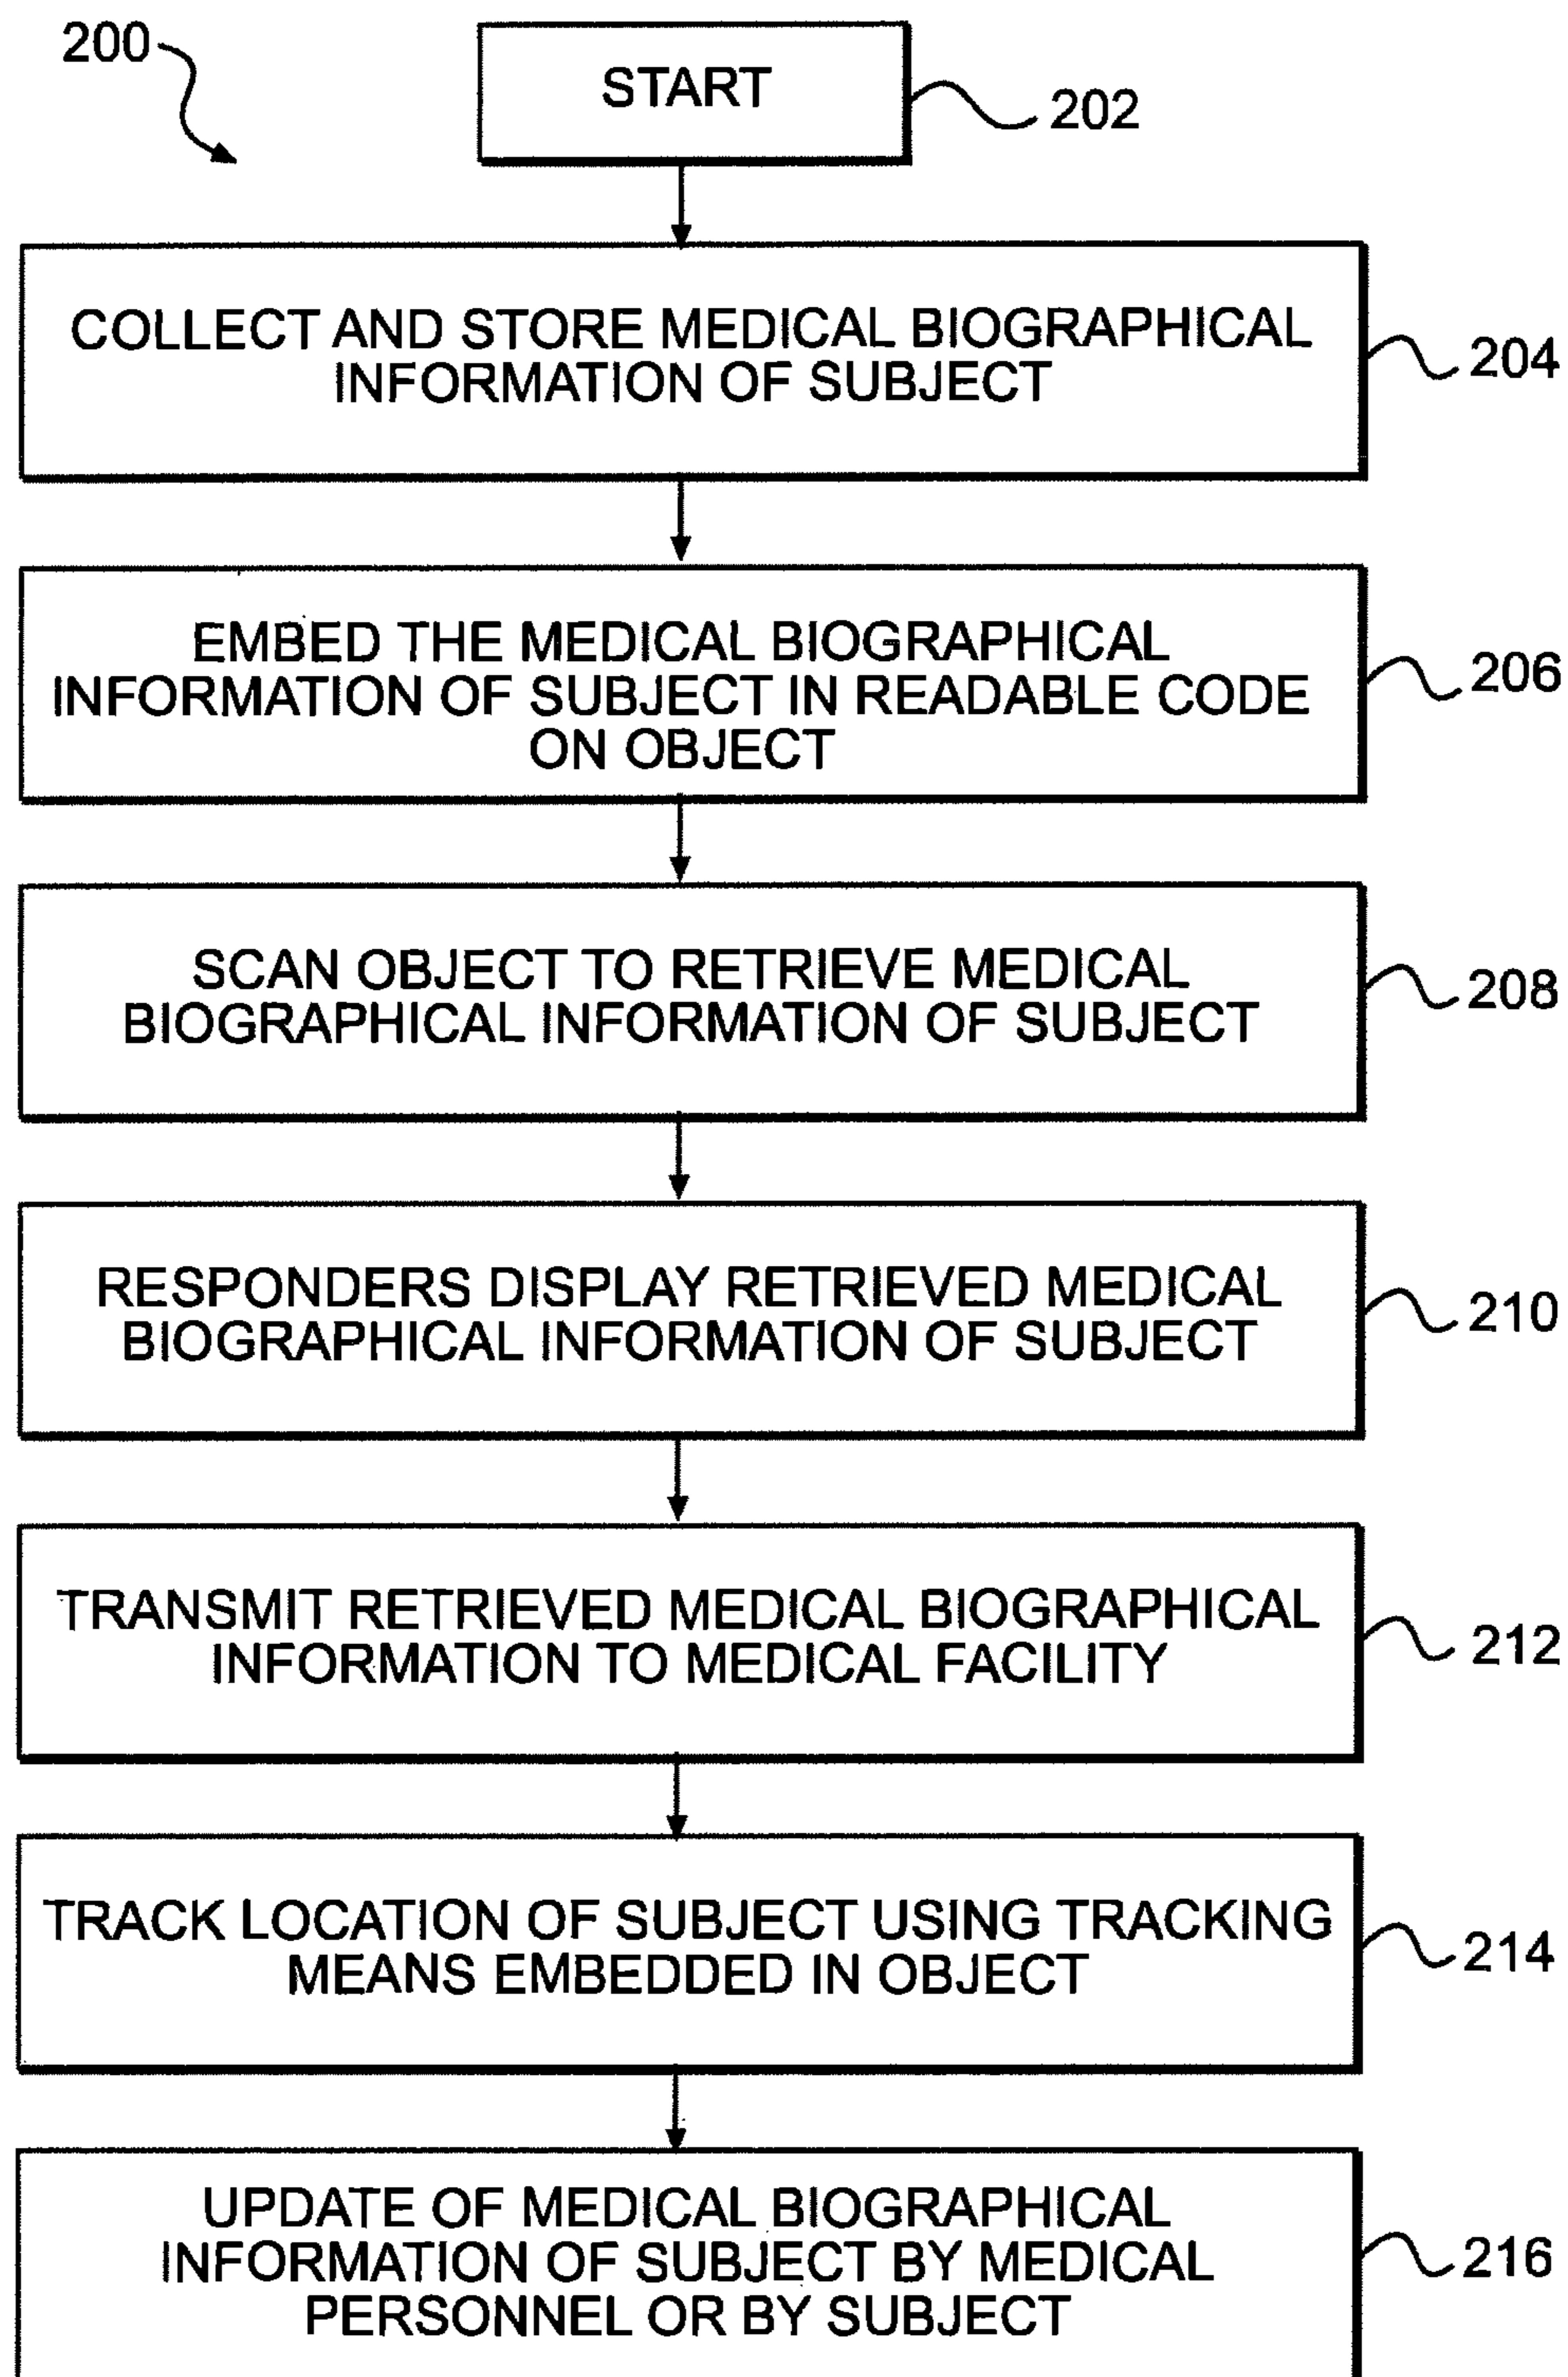 200
START
202
COLLECT AND STORE MEDICAL BIOGRAPHICAL
INFORMATION OF SUBJECT
204
EMBED THE MEDICAL BIOGRAPHICAL
INFORMATION OF SUBJECT IN READABLE CODE
ON OBJECT
206
SCAN OBJECT TO RETRIEVE MEDICAL
BIOGRAPHICAL INFORMATION OF SUBJECT
208
RESPONDERS DISPLAY RETRIEVED MEDICAL
BIOGRAPHICAL INFORMATION OF SUBJECT
210
TRANSMIT RETRIEVED MEDICAL BIOGRAPHICAL
INFORMATION TO MEDICAL FACILITY
212
TRACK LOCATION OF SUBJECT USING TRACKING
MEANS EMBEDDED IN OBJECT
214
UPDATE OF MEDICAL BIOGRAPHICAL
INFORMATION OF SUBJECT BY MEDICAL
PERSONNEL OR BY SUBJECT
216